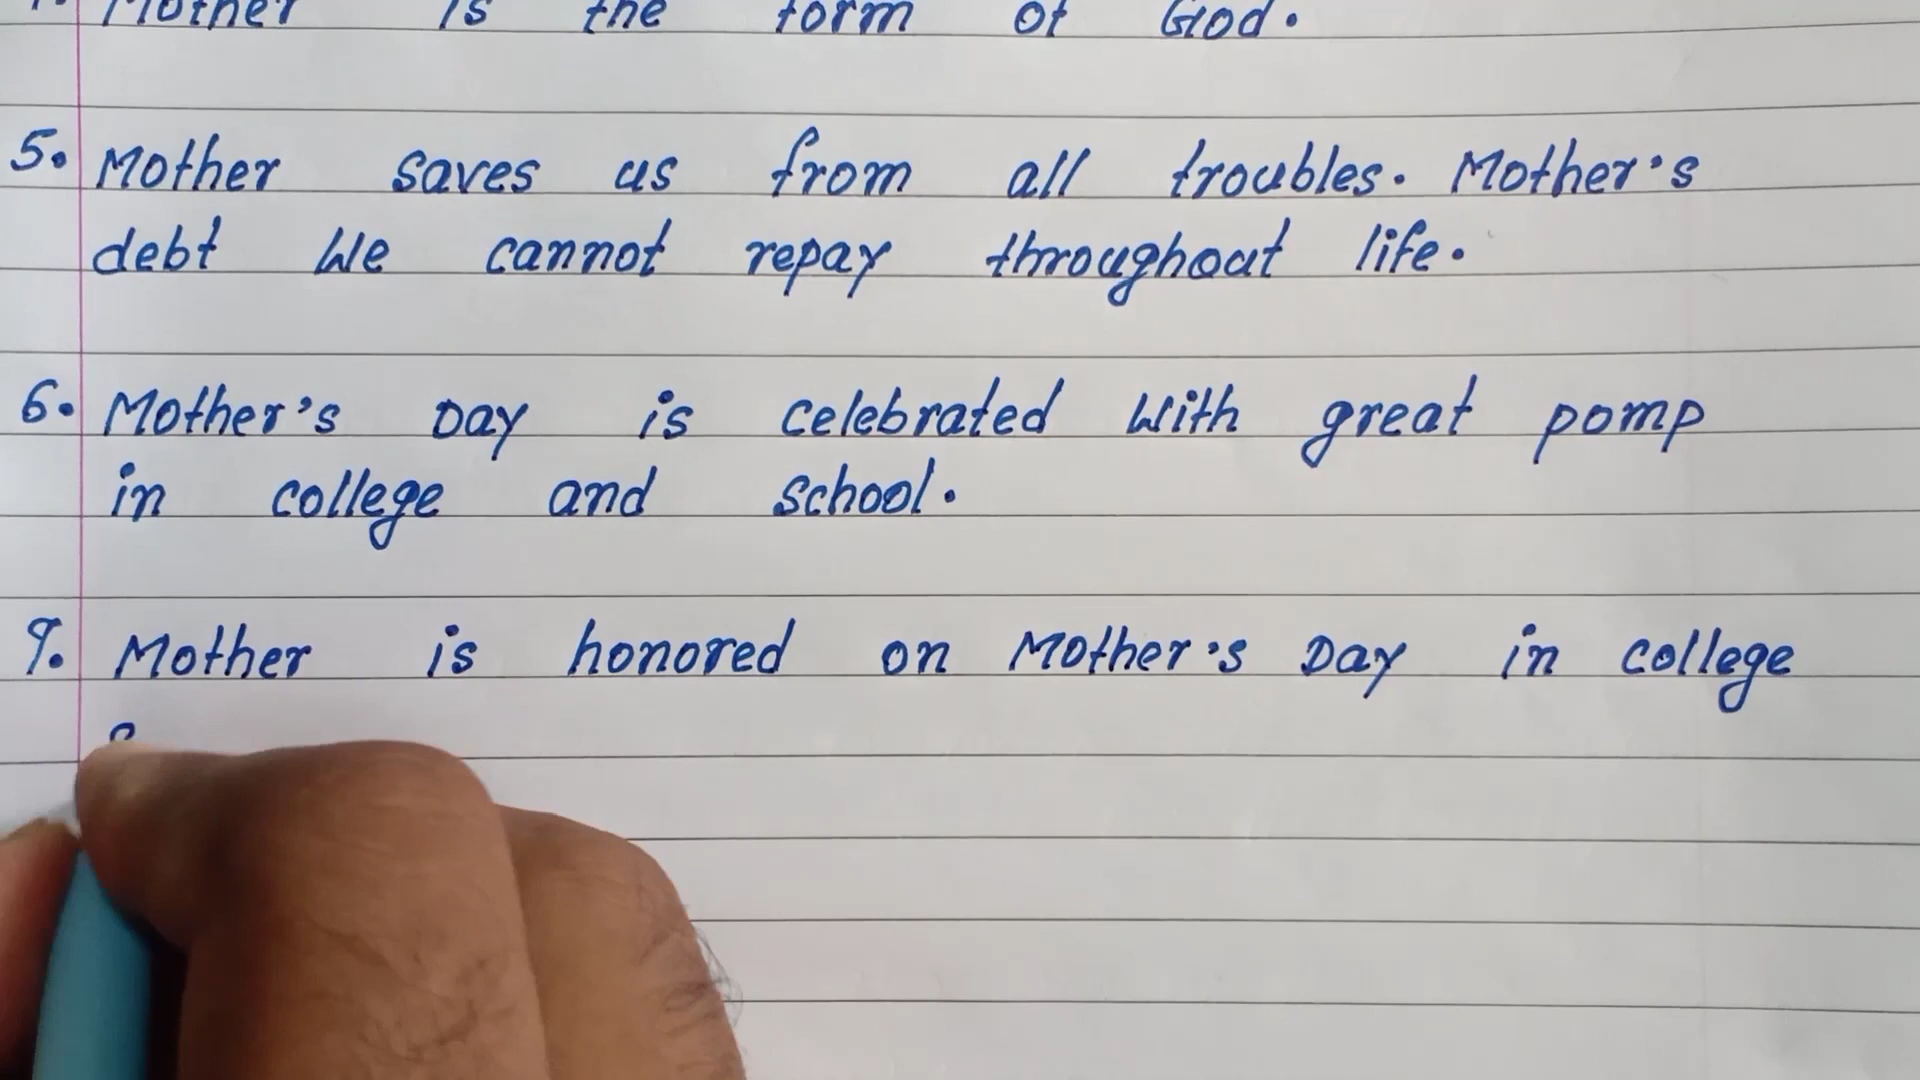 Mother is the form of God.
5. Mother saves us from all troubles. Mother's
debt We cannot repay throughout life.
6. Mother's Day is celebrated with great pomp
in college and school.
7. Mother is honored on Mother's Day in college